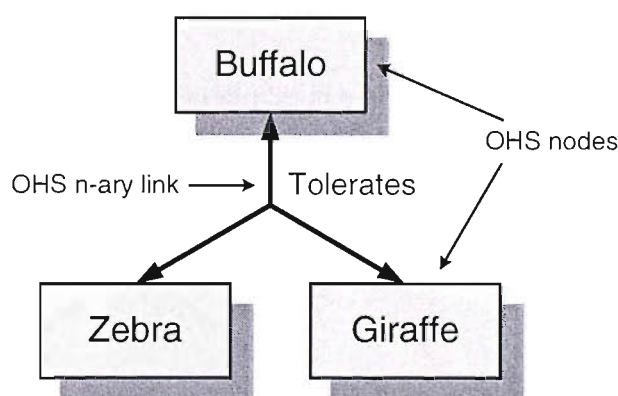 Buffalo
OHS nodes
OHS n-ary link
Tolerates
Zebra
Giraffe